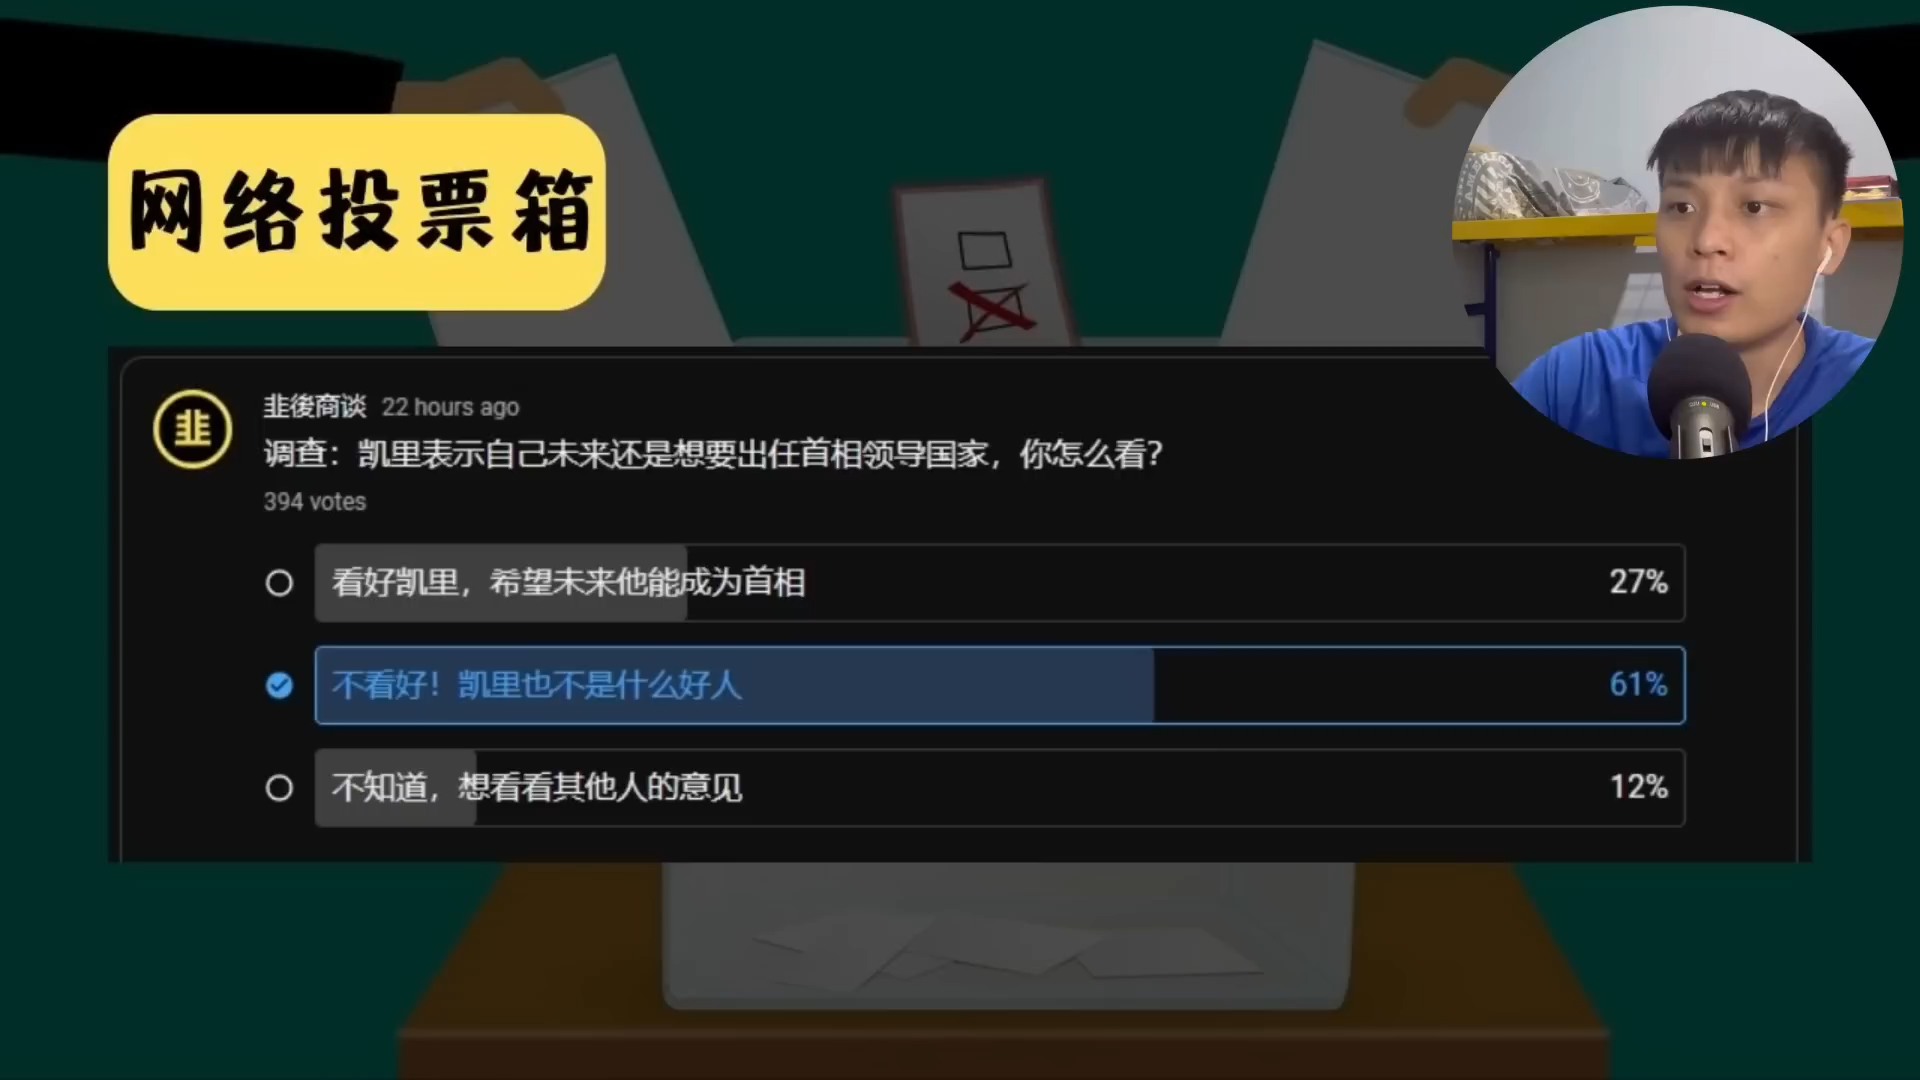 网络投票箱
韭
韭後商谈 22 hours ago
调查：凯里表示自己未来还是想要出任首相领导国家，你怎么看？
394 votes
看好凯里，希望未来他能成为首相 27%
不看好！凯里也不是什么好人 61%
不知道，想看看其他人的意见 12%